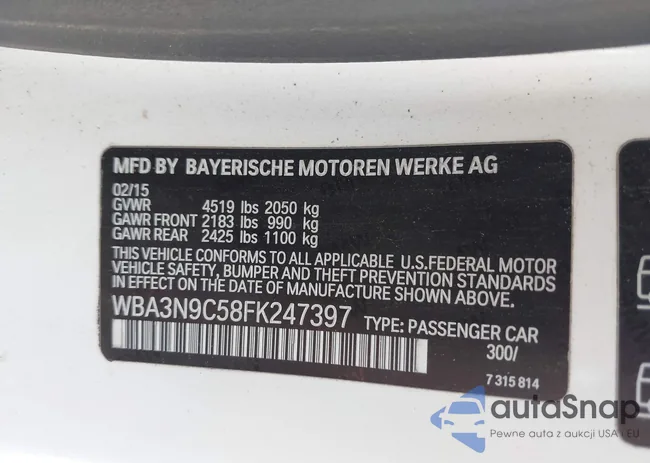 MFD BY BAYERISCHE MOTOREN WERKE AG
02/15
GVWR 4519 lbs 2050 kg
GAWR FRONT 2183 lbs 990 kg
GAWR REAR 2425 lbs 1100 kg
THIS VEHICLE CONFORMS TO ALL APPLICABLE U.S.FEDERAL MOTOR
VEHICLE SAFETY, BUMPER AND THEFT PREVENTION STANDARDS
IN EFFECT ON THE DATE OF MANUFACTURE SHOWN ABOVE.
WBA3N9C58FK247397 TYPE: PASSENGER CAR
300/
7 315 814
autoSnap
Pewne auta z aukcji USA i EU